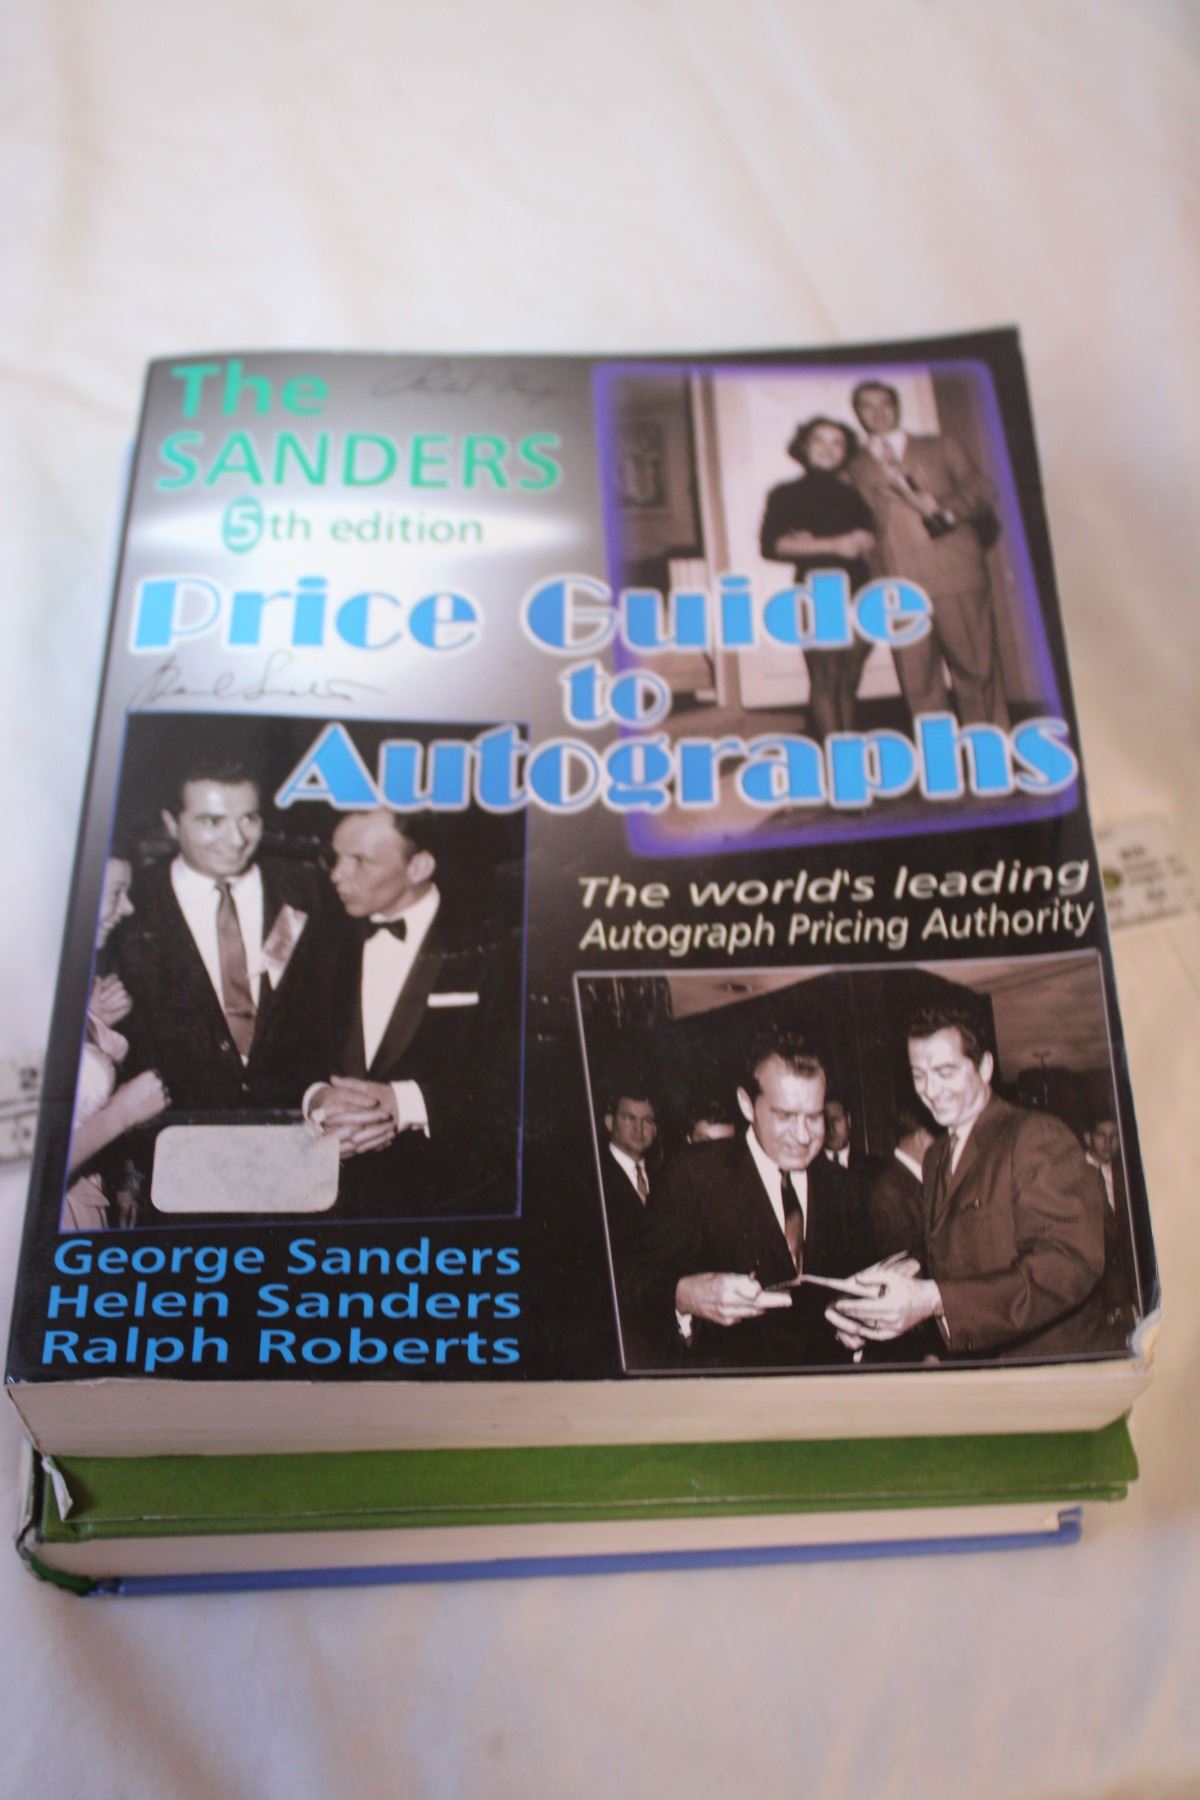 The
SANDERS
5th edition
Price Guide
to
Autographs
The world's leading
Autograph Pricing Authority
George Sanders
Helen Sanders
Ralph Roberts
2